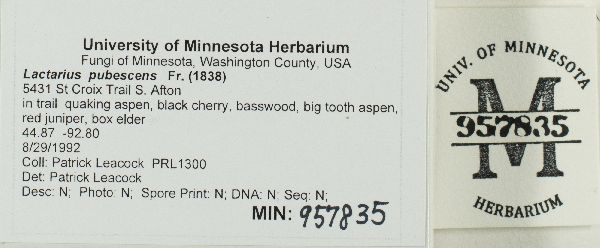 University of Minnesota Herbarium
Fungi of Minnesota, Washington County, USA
Lactarius pubescens Fr. (1838)
5431 St Croix Trail S. Afton
in trail quaking aspen, black cherry, basswood, big tooth aspen,
red juniper, box elder
44.87 -92.80
8/29/1992
Coll: Patrick Leacock PRL1300
Det: Patrick Leacock
Desc: N; Photo: N; Spore Print: N; DNA: N: Seq: N;
MIN: 957835
UNIV. OF MINNESOTA
M
957835
HERBARIUM